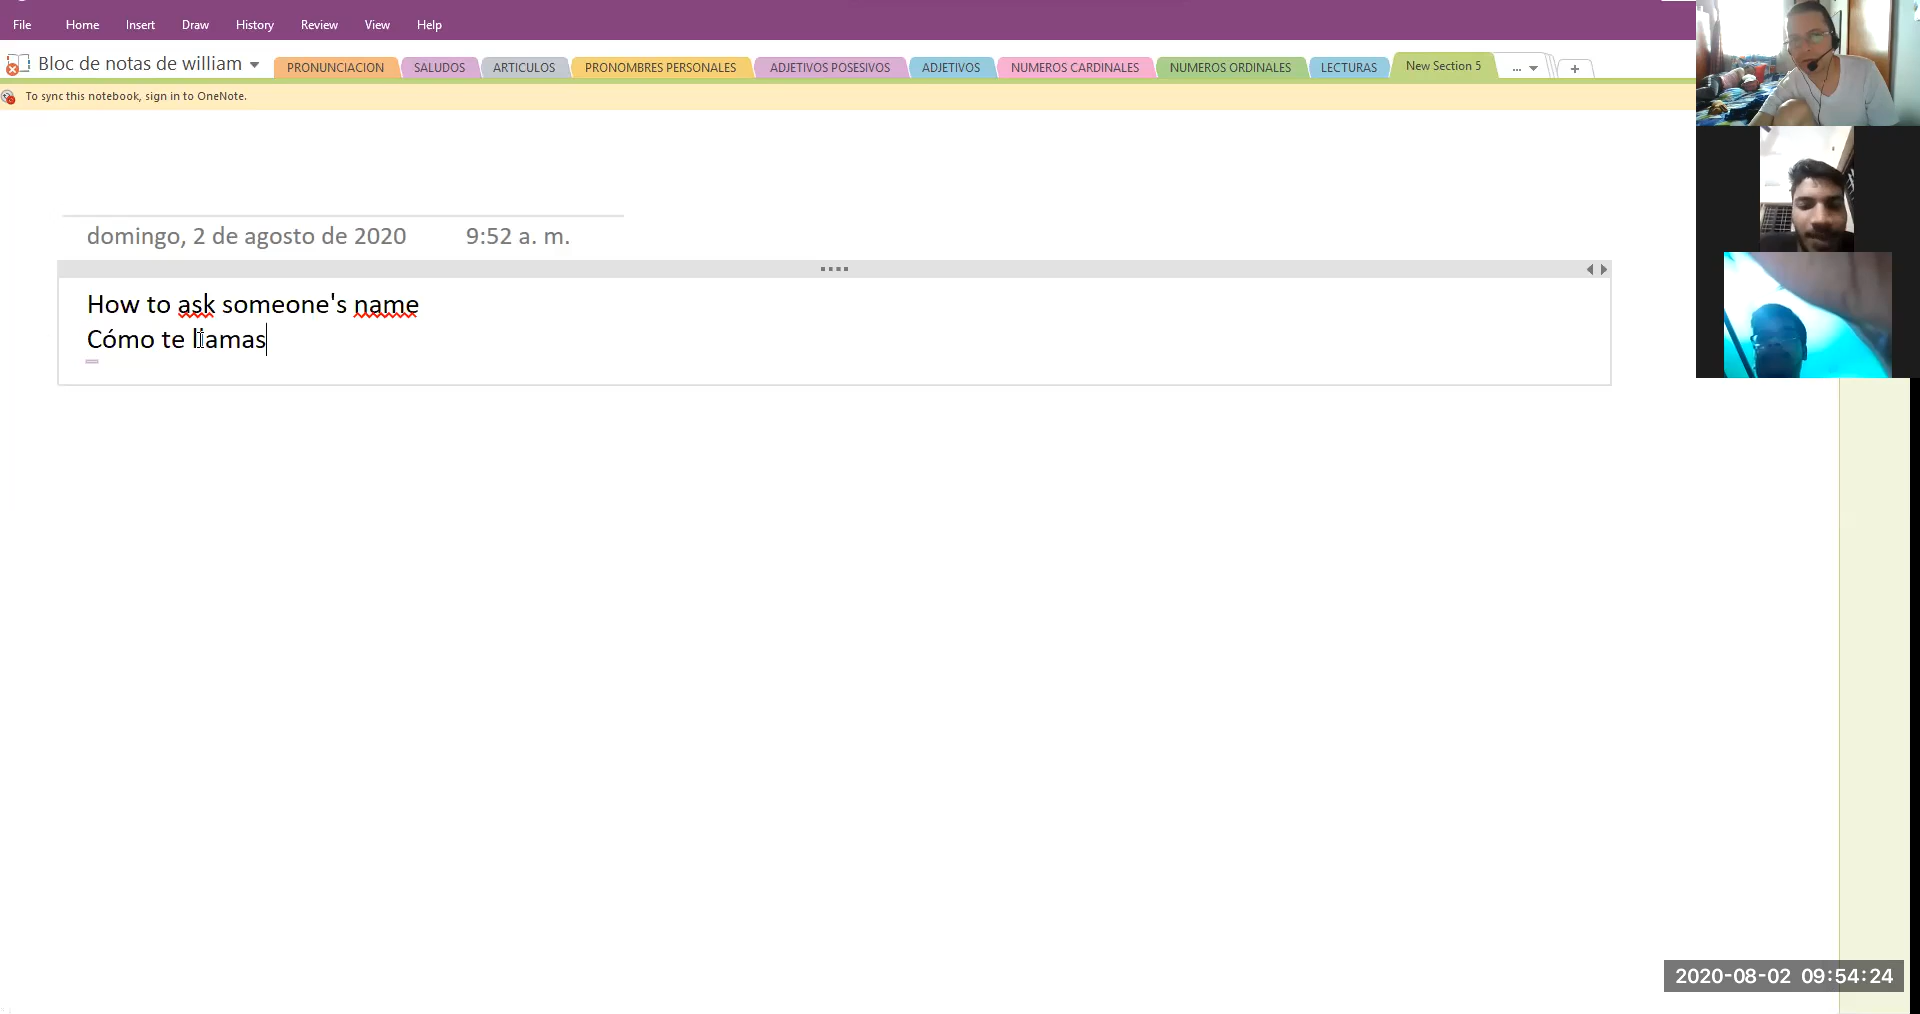 File Home Insert Draw History Review View Help
Bloc de notas de william PRONUNCIACION SALUDOS ARTICULOS PRONOMBRES PERSONALES ADJETIVOS POSESIVOS ADJETIVOS NUMEROS CARDINALES NUMEROS ORDINALES LECTURAS New Section 5 ... +
To sync this notebook, sign in to OneNote.
domingo, 2 de agosto de 2020 9:52 a. m.
How to ask someone's name
Cómo te llamas
2020-08-02 09:54:24